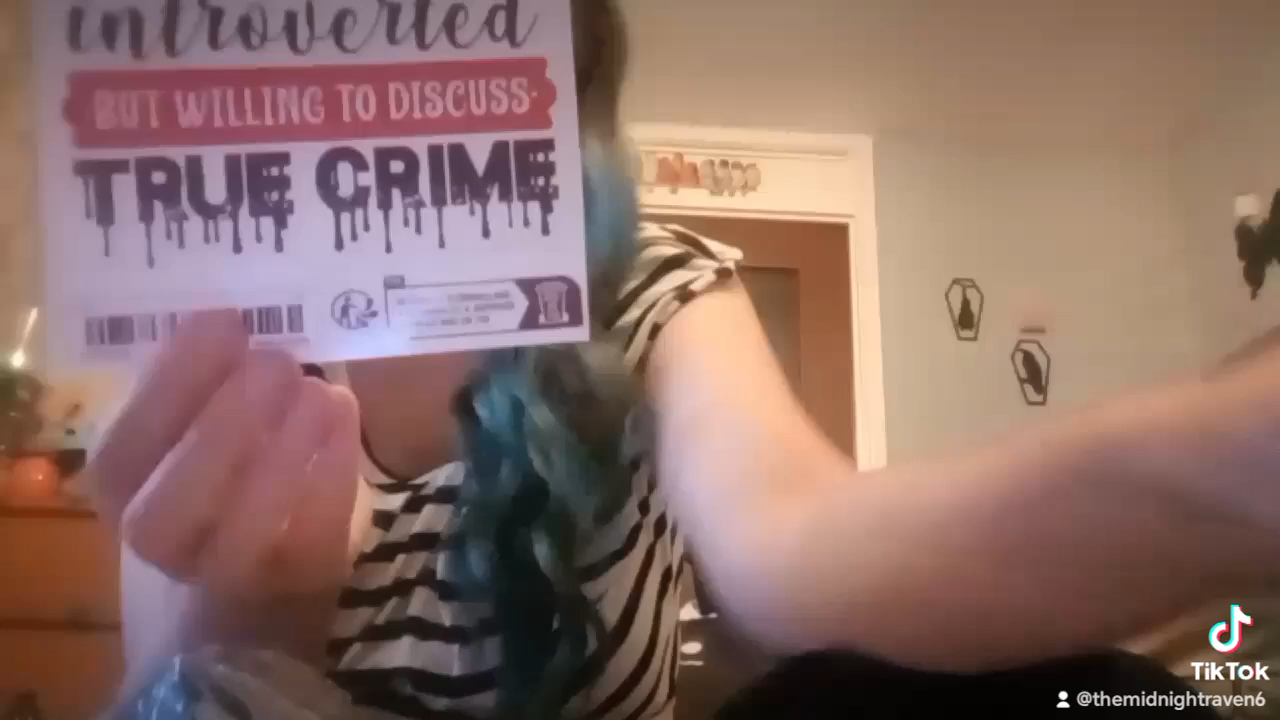 introverted
BUT WILLING TO DISCUSS
TRUE CRIME
TikTok
@themidnightraven6